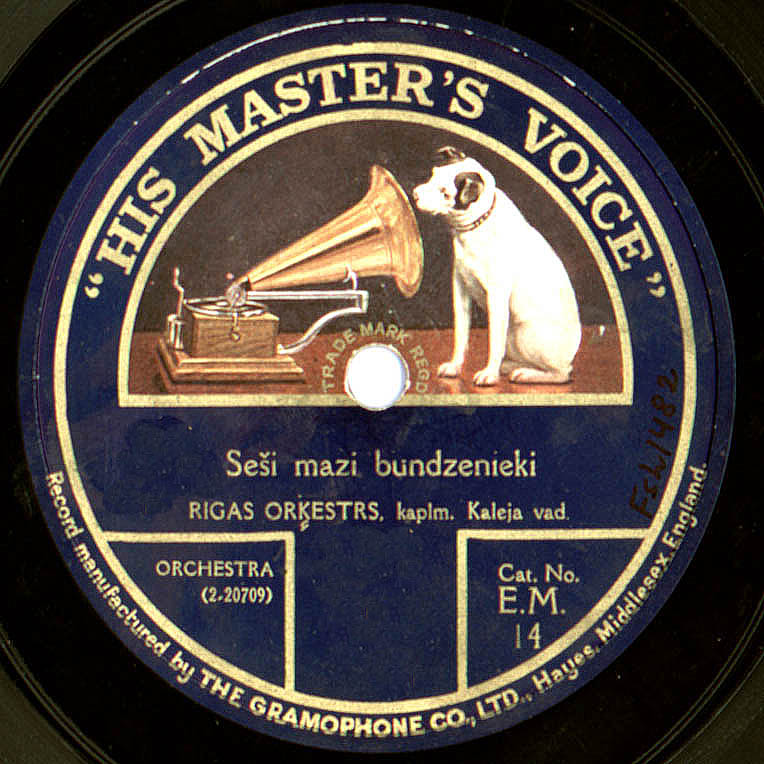 “HIS MASTER'S VOICE”
TRADE MARK REGD
Seši mazi bundzenieki
RIGAS ORĶESTRS, kaplm. Kaleja vad.
ORCHESTRA
(2-20709)
Cat. No.
E.M.
14
Fsh1482
Record manufactured by THE GRAMOPHONE CO., LTD., Hayes, Middlesex, England.